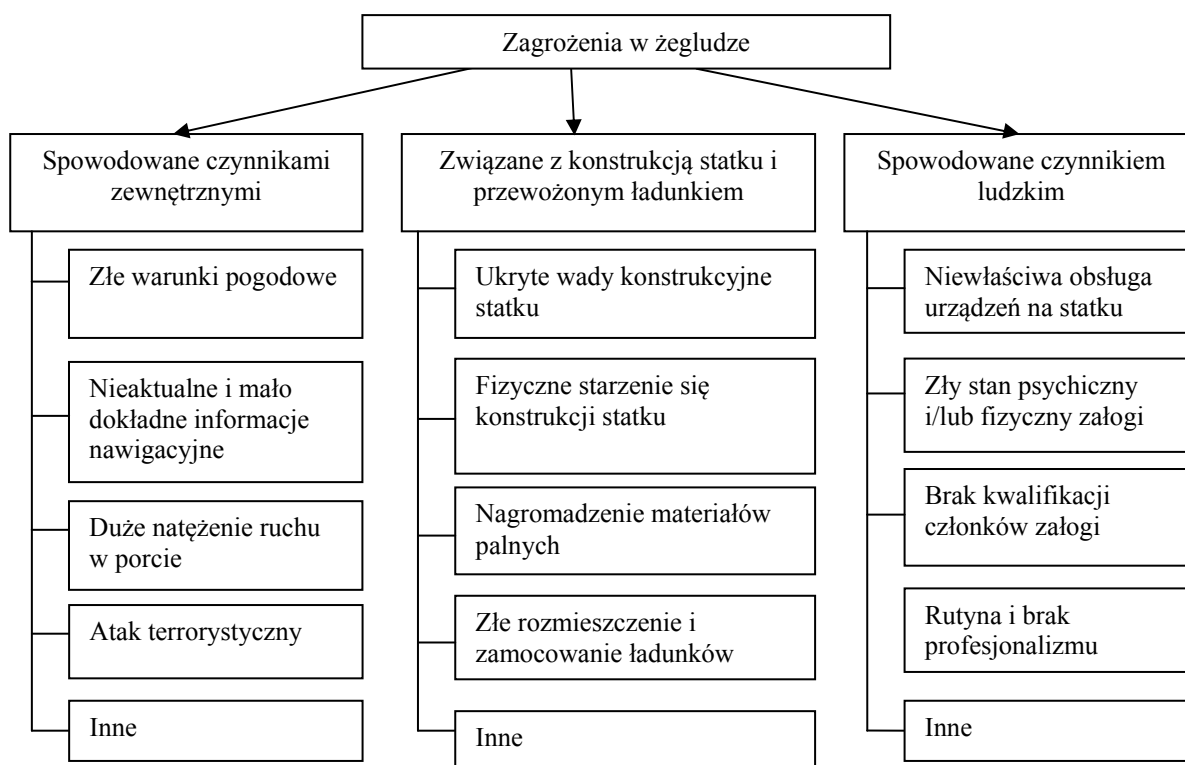 Zagrożenia w żegludze
Spowodowane czynnikami
zewnętrznymi
Złe warunki pogodowe
Nieaktualne i mało
dokładne informacje
nawigacyjne
Duże natężenie ruchu
w porcie
Atak terrorystyczny
Inne
Związane z konstrukcją statku i
przewożonym ładunkiem
Ukryte wady konstrukcyjne
statku
Fizyczne starzenie się
konstrukcji statku
Nagromadzenie materiałów
palnych
Złe rozmieszczenie i
zamocowanie ładunków
Inne
Spowodowane czynnikiem
ludzkim
Niewłaściwa obsługa
urządzeń na statku
Zły stan psychiczny
i/lub fizyczny załogi
Brak kwalifikacji
członków załogi
Rutyna i brak
profesjonalizmu
Inne